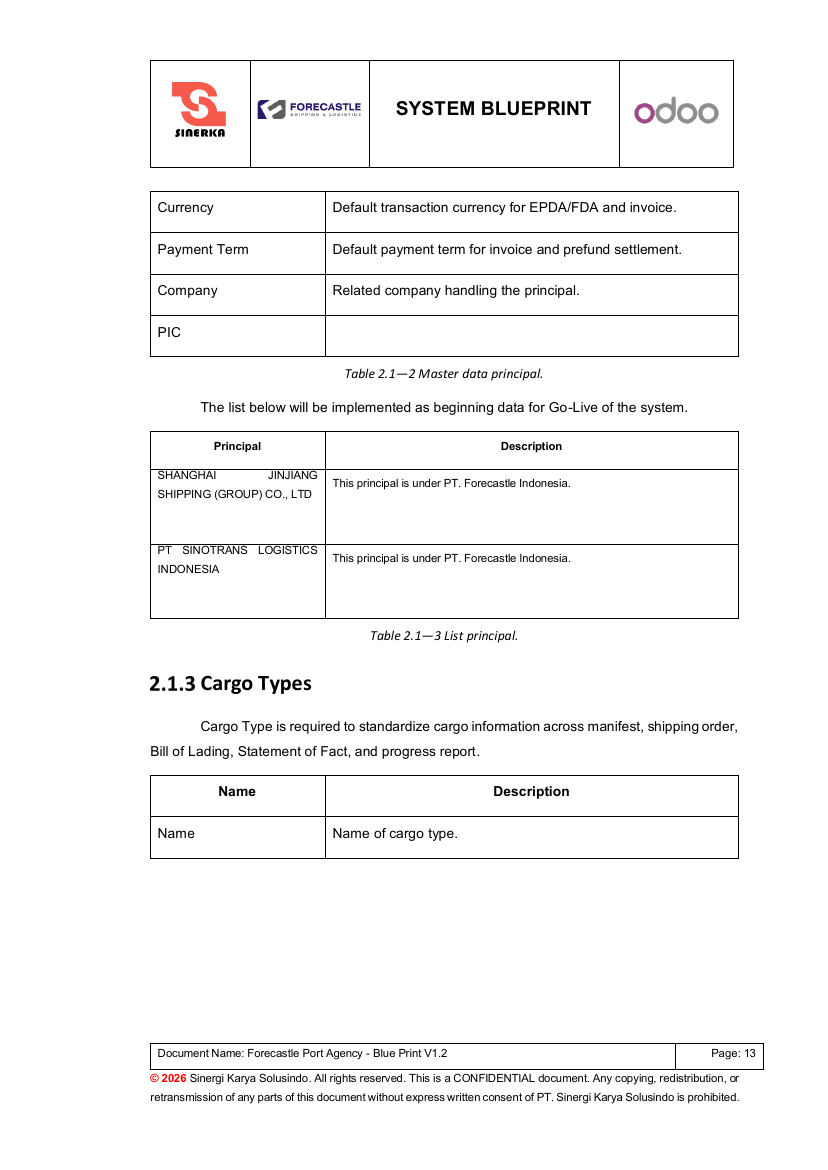 SINERKA
FORECASTLE
SHIPPING & LOGISTICS
SYSTEM BLUEPRINT
odoo
Currency Default transaction currency for EPDA/FDA and invoice.
Payment Term Default payment term for invoice and prefund settlement.
Company Related company handling the principal.
PIC
Table 2.1—2 Master data principal.
The list below will be implemented as beginning data for Go-Live of the system.
Principal Description
SHANGHAI JINJIANG
SHIPPING (GROUP) CO., LTD
This principal is under PT. Forecastle Indonesia.
PT SINOTRANS LOGISTICS
INDONESIA
This principal is under PT. Forecastle Indonesia.
Table 2.1—3 List principal.
2.1.3 Cargo Types
Cargo Type is required to standardize cargo information across manifest, shipping order,
Bill of Lading, Statement of Fact, and progress report.
Name Description
Name Name of cargo type.
Document Name: Forecastle Port Agency - Blue Print V1.2 Page: 13
© 2026 Sinergi Karya Solusindo. All rights reserved. This is a CONFIDENTIAL document. Any copying, redistribution, or
retransmission of any parts of this document without express written consent of PT. Sinergi Karya Solusindo is prohibited.